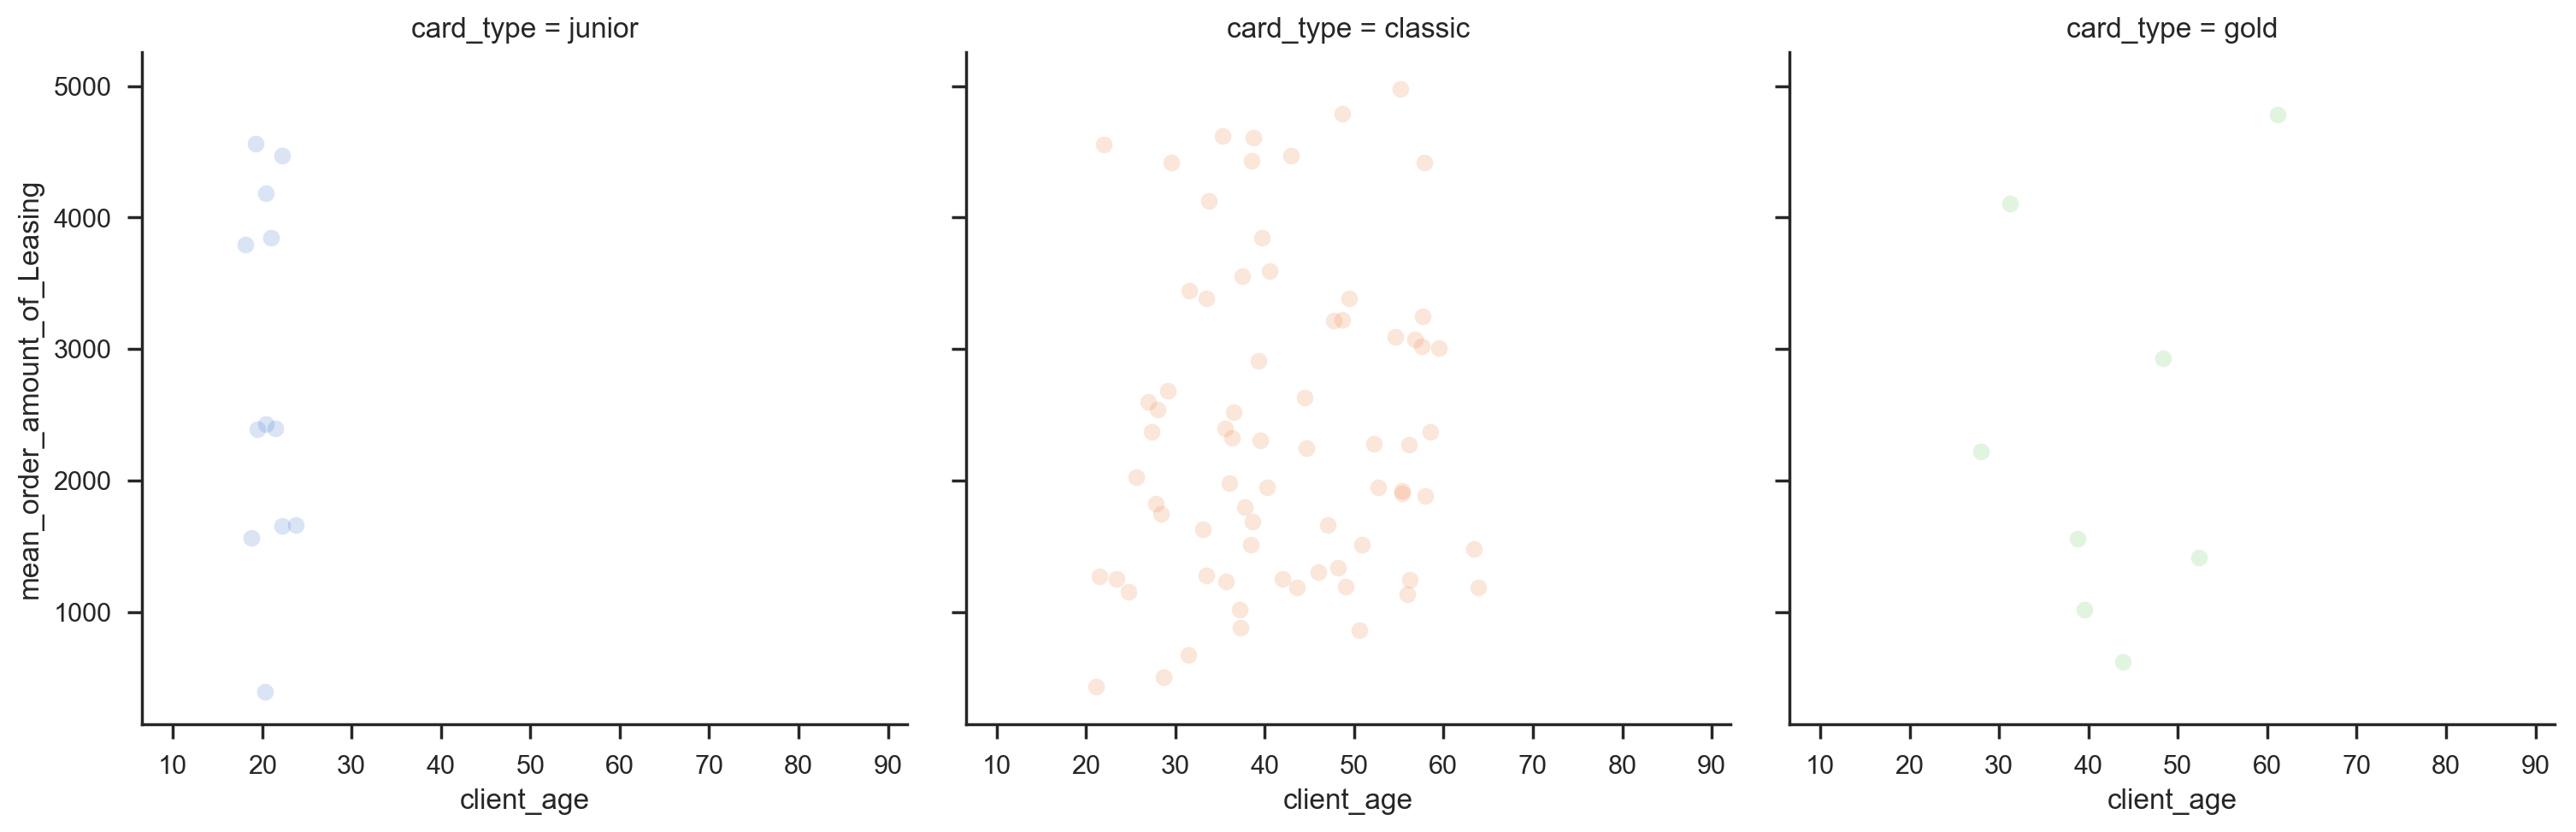 card_type = junior
card_type = classic
card_type = gold
mean_order_amount_of_Leasing
5000
4000
3000
2000
1000
10 20 30 40 50 60 70 80 90
10 20 30 40 50 60 70 80 90
10 20 30 40 50 60 70 80 90
client_age
client_age
client_age